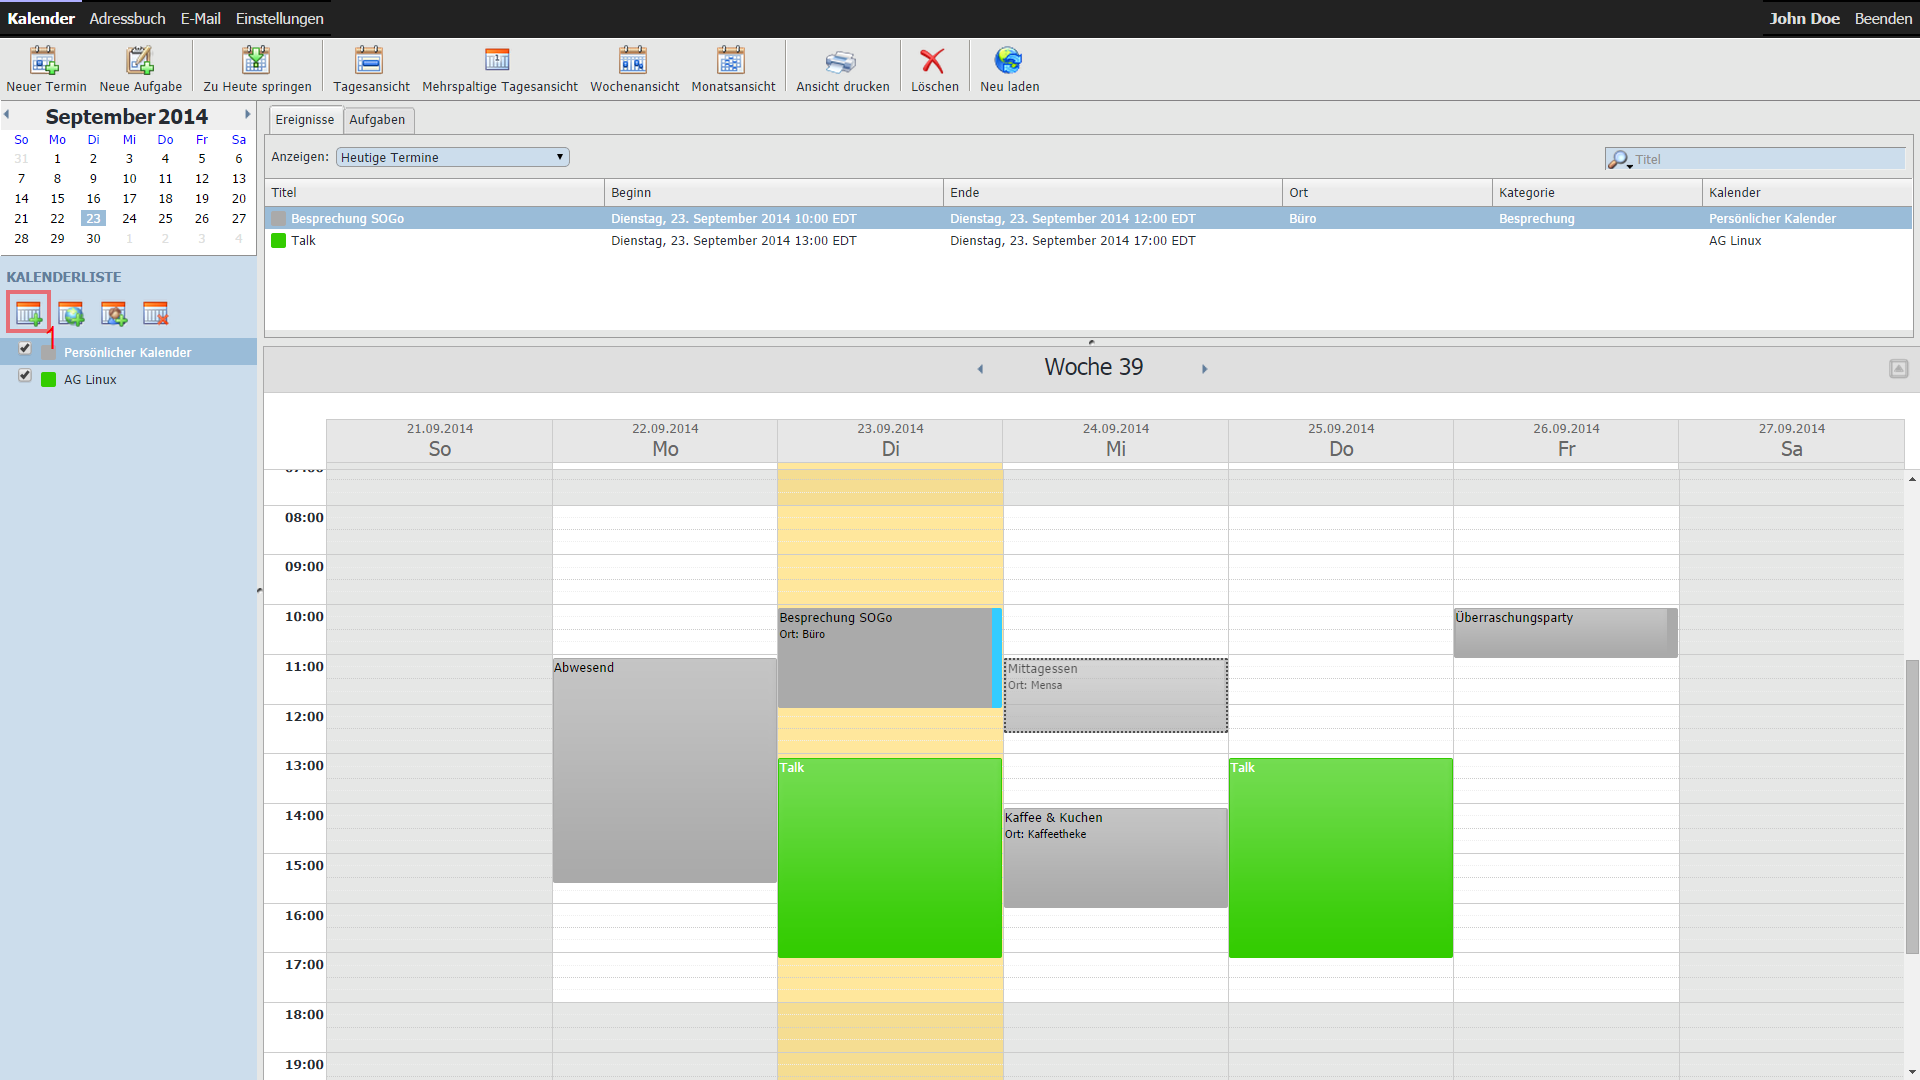 Kalender Adressbuch E-Mail Einstellungen John Doe Beenden
Neuer Termin Neue Aufgabe Zu Heute springen Tagesansicht Mehrspaltige Tagesansicht Wochenansicht Monatsansicht Ansicht drucken Löschen Neu laden
September 2014
So Mo Di Mi Do Fr Sa
31 1 2 3 4 5 6
7 8 9 10 11 12 13
14 15 16 17 18 19 20
21 22 23 24 25 26 27
28 29 30 1 2 3 4
KALENDERLISTE
1
Persönlicher Kalender
AG Linux
Ereignisse Aufgaben
Anzeigen: Heutige Termine Titel
Titel Beginn Ende Ort Kategorie Kalender
Besprechung SOGo Dienstag, 23. September 2014 10:00 EDT Dienstag, 23. September 2014 12:00 EDT Büro Besprechung Persönlicher Kalender
Talk Dienstag, 23. September 2014 13:00 EDT Dienstag, 23. September 2014 17:00 EDT AG Linux
Woche 39
21.09.2014 22.09.2014 23.09.2014 24.09.2014 25.09.2014 26.09.2014 27.09.2014
So Mo Di Mi Do Fr Sa
07:00
08:00
09:00
10:00
11:00
12:00
13:00
14:00
15:00
16:00
17:00
18:00
19:00
Abwesend
Besprechung SOGo
Ort: Büro
Talk
Mittagessen
Ort: Mensa
Kaffee & Kuchen
Ort: Kaffeetheke
Talk
Überraschungsparty